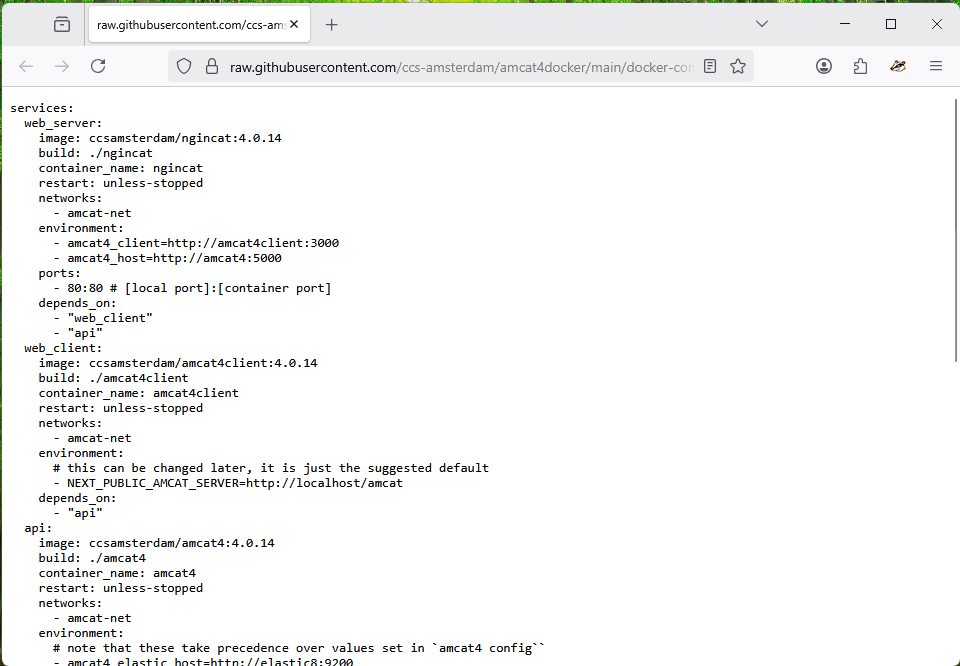 raw.githubusercontent.com/ccs-ams
raw.githubusercontent.com/ccs-amsterdam/amcat4docker/main/docker-con
services:
  web_server:
    image: ccsamsterdam/ngincat:4.0.14
    build: ./ngincat
    container_name: ngincat
    restart: unless-stopped
    networks:
      - amcat-net
    environment:
      - amcat4_client=http://amcat4client:3000
      - amcat4_host=http://amcat4:5000
    ports:
      - 80:80 # [local port]:[container port]
    depends_on:
      - "web_client"
      - "api"
  web_client:
    image: ccsamsterdam/amcat4client:4.0.14
    build: ./amcat4client
    container_name: amcat4client
    restart: unless-stopped
    networks:
      - amcat-net
    environment:
      # this can be changed later, it is just the suggested default
      - NEXT_PUBLIC_AMCAT_SERVER=http://localhost/amcat
    depends_on:
      - "api"
  api:
    image: ccsamsterdam/amcat4:4.0.14
    build: ./amcat4
    container_name: amcat4
    restart: unless-stopped
    networks:
      - amcat-net
    environment:
      # note that these take precedence over values set in `amcat4 config``
      - amcat4_elastic_host=http://elastic8:9200